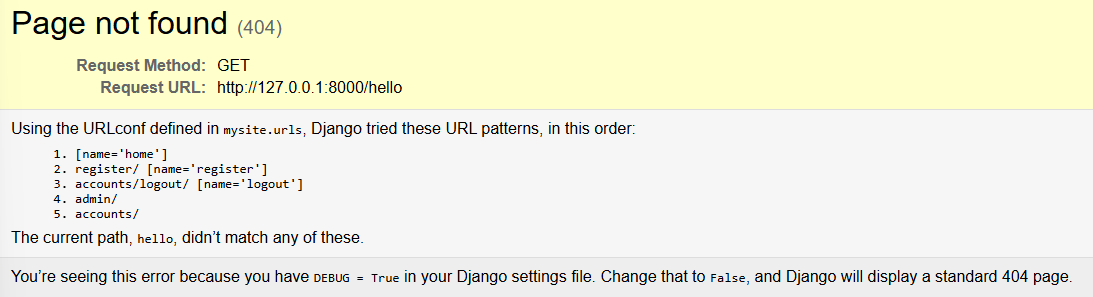 Page not found (404)
Request Method: GET
Request URL: http://127.0.0.1:8000/hello
Using the URLconf defined in mysite.urls, Django tried these URL patterns, in this order:
1. [name='home']
2. register/ [name='register']
3. accounts/logout/ [name='logout']
4. admin/
5. accounts/
The current path, hello, didn’t match any of these.
You’re seeing this error because you have DEBUG = True in your Django settings file. Change that to False, and Django will display a standard 404 page.